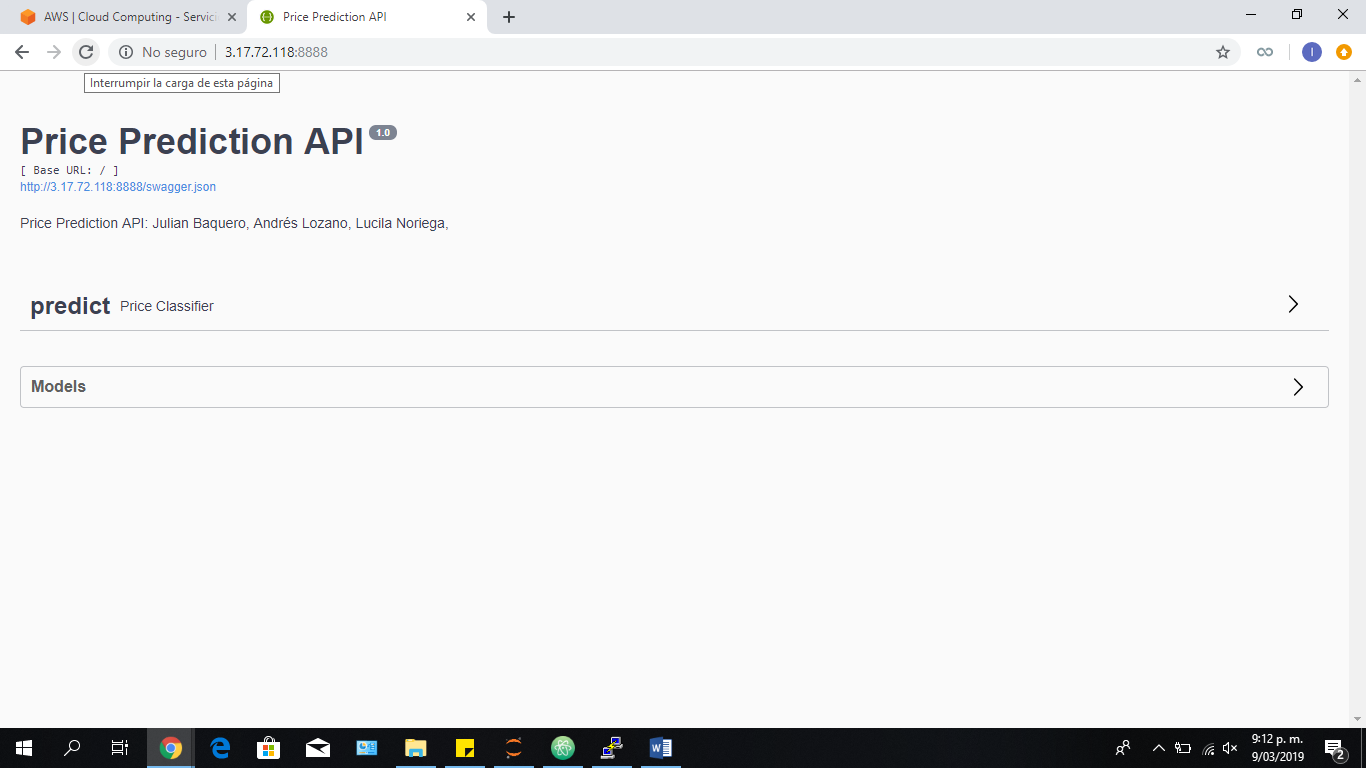 AWS | Cloud Computing - Servici
Price Prediction API
No seguro
3.17.72.118:8888
I
Interrumpir la carga de esta página
Price Prediction API 1.0
[ Base URL: / ]
http://3.17.72.118:8888/swagger.json
Price Prediction API: Julian Baquero, Andrés Lozano, Lucila Noriega,
predict Price Classifier
Models
9:12 p. m.
9/03/2019
2